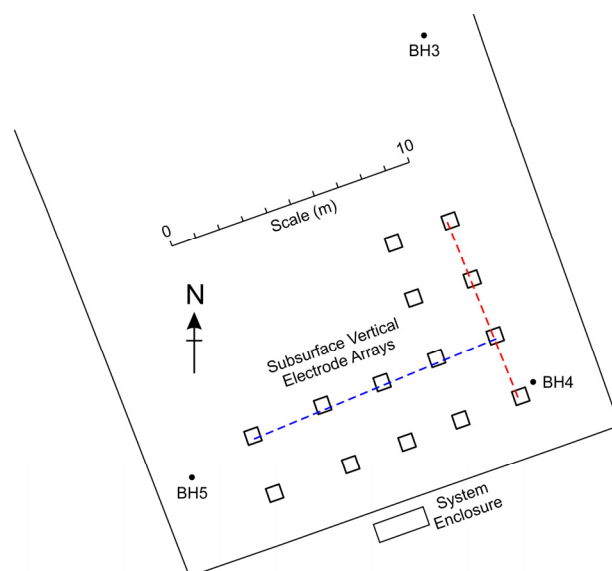 BH3
10
0
Scale (m)
N
Subsurface Vertical
Electrode Arrays
BH4
BH5
System
Enclosure